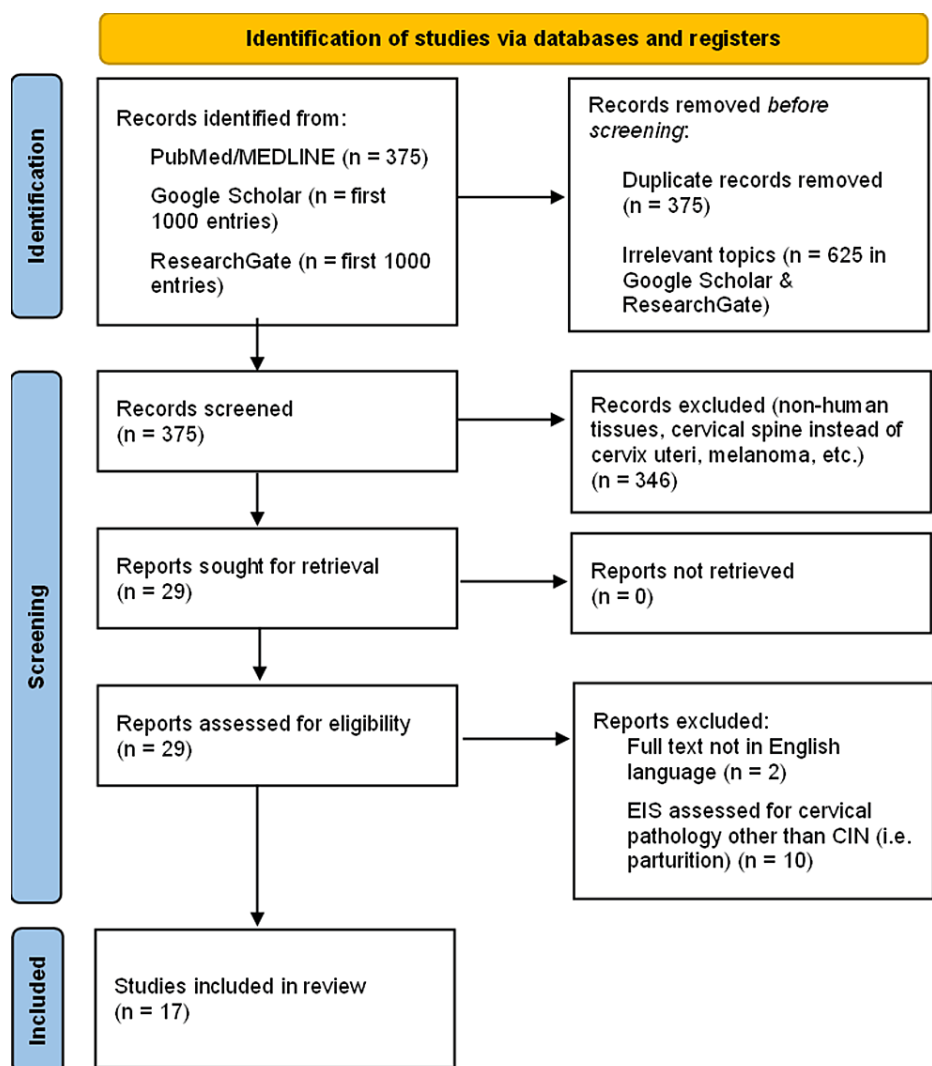 Identification of studies via databases and registers
Identification
Records identified from:
PubMed/MEDLINE (n = 375)
Google Scholar (n = first
1000 entries)
ResearchGate (n = first 1000
entries)
Records removed before
screening:
Duplicate records removed
(n = 375)
Irrelevant topics (n = 625 in
Google Scholar &
ResearchGate)
Screening
Records screened
(n = 375)
Records excluded (non-human
tissues, cervical spine instead of
cervix uteri, melanoma, etc.)
(n = 346)
Reports sought for retrieval
(n = 29)
Reports not retrieved
(n = 0)
Reports assessed for eligibility
(n = 29)
Reports excluded:
Full text not in English
language (n = 2)
EIS assessed for cervical
pathology other than CIN (i.e.
parturition) (n = 10)
Included
Studies included in review
(n = 17)